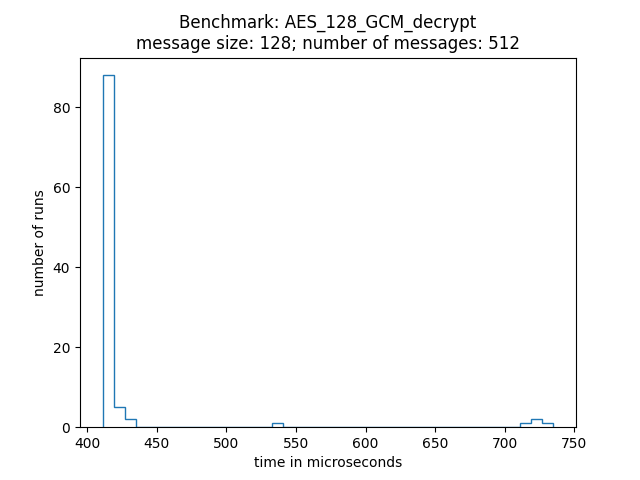 Benchmark: AES_128_GCM_decrypt
message size: 128; number of messages: 512
80
60
40
20
0
number of runs
400 450 500 550 600 650 700 750
time in microseconds